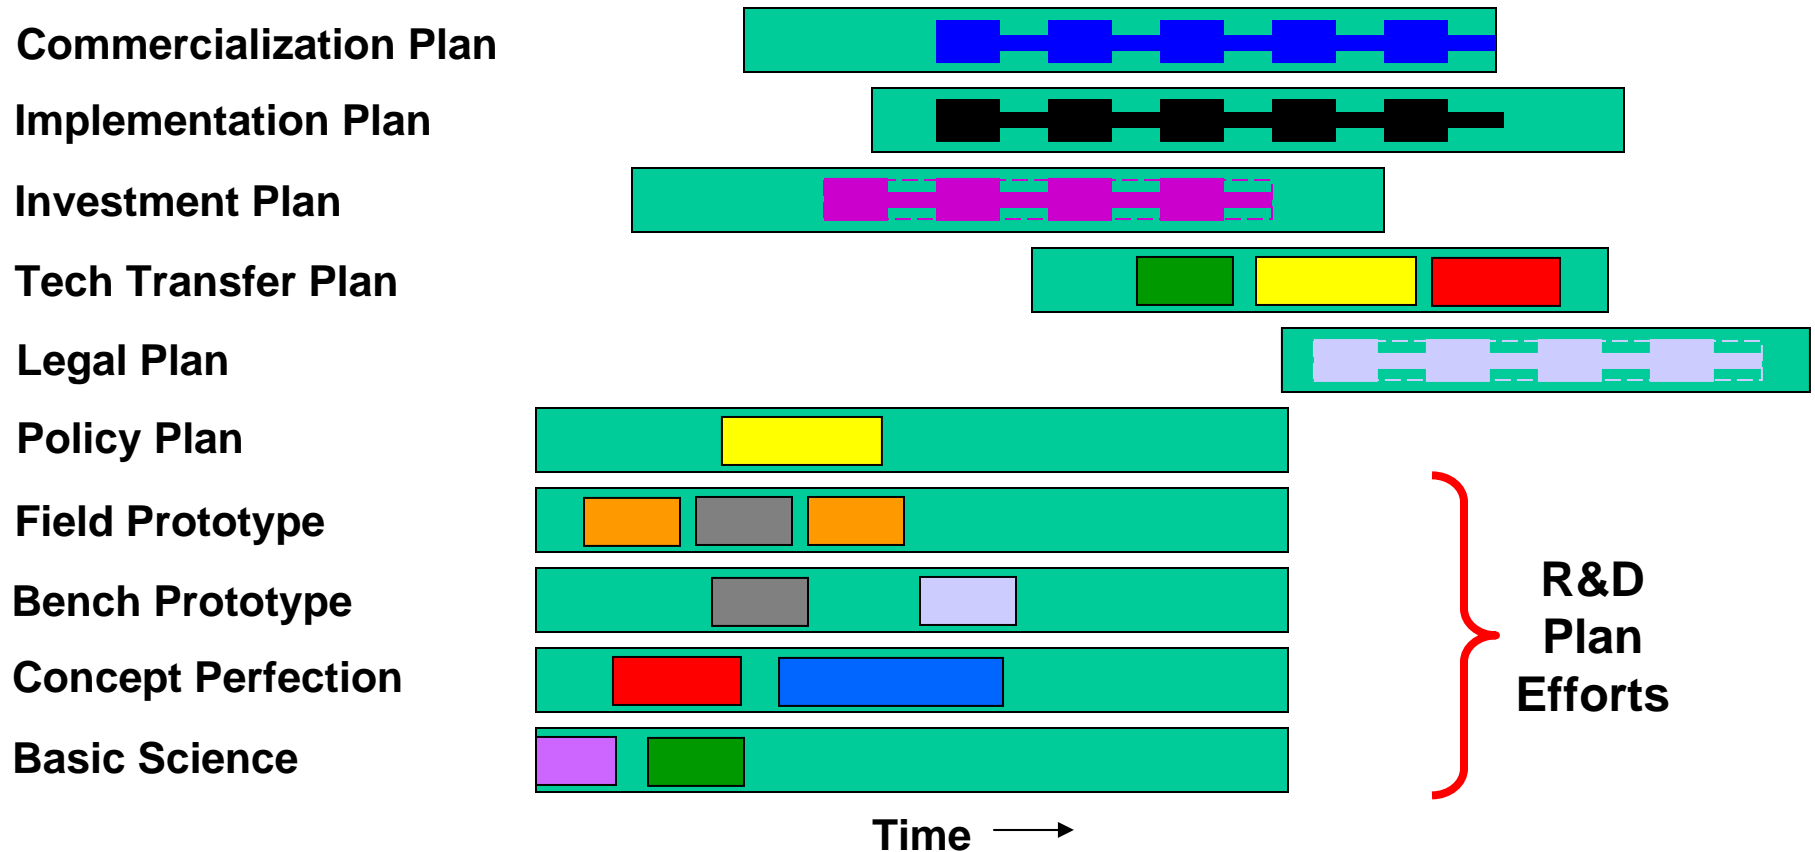 Commercialization Plan
Implementation Plan
Investment Plan
Tech Transfer Plan
Legal Plan
Policy Plan
Field Prototype
Bench Prototype
Concept Perfection
Basic Science
R&D
Plan
Efforts
Time